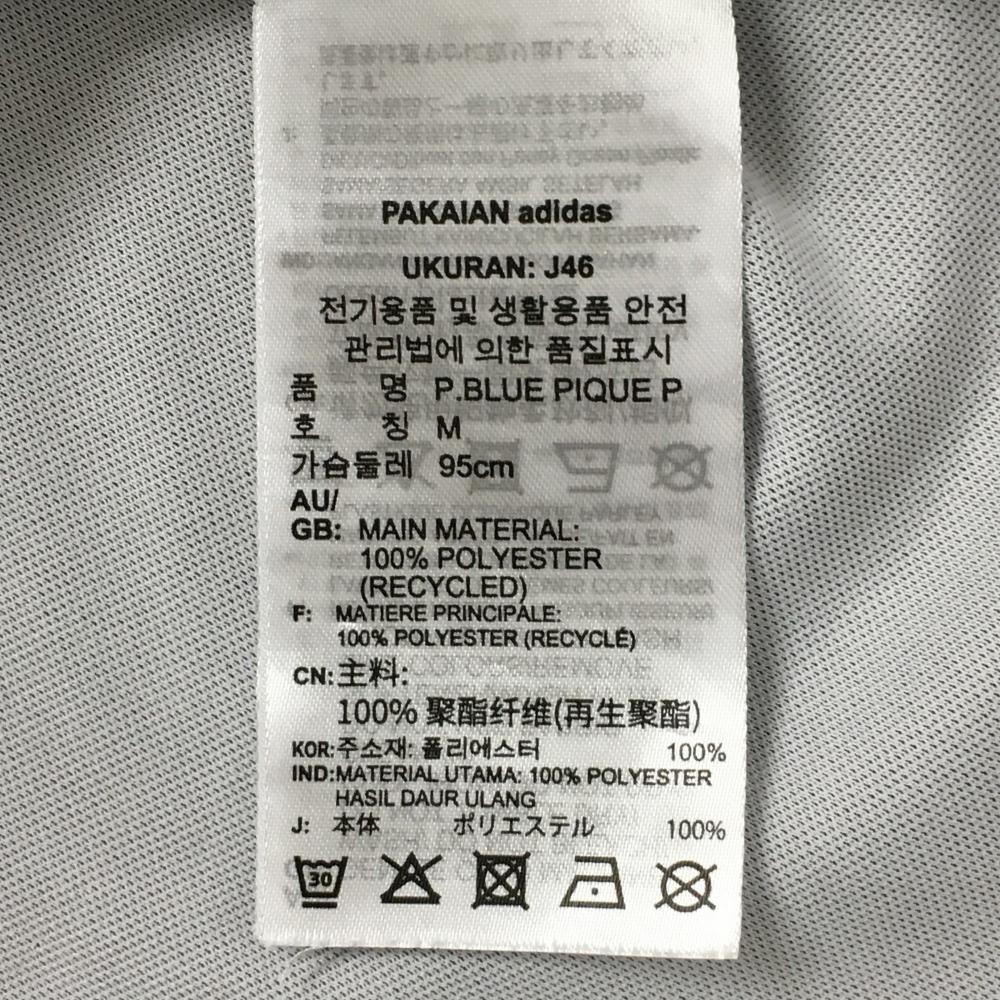 PAKAIAN adidas
UKURAN: J46
전기용품 및 생활용품 안전
관리법에 의한 품질표시
품 명 P.BLUE PIQUE P
호 칭 M
가슴둘레 95cm
AU/
GB: MAIN MATERIAL:
100% POLYESTER
(RECYCLED)
F: MATIERE PRINCIPALE:
100% POLYESTER (RECYCLÉ)
CN: 主料:
100% 聚酯纤维(再生聚酯)
KOR: 주소재: 폴리에스터 100%
IND: MATERIAL UTAMA: 100% POLYESTER
HASIL DAUR ULANG
J: 本体 ポリエステル 100%
30